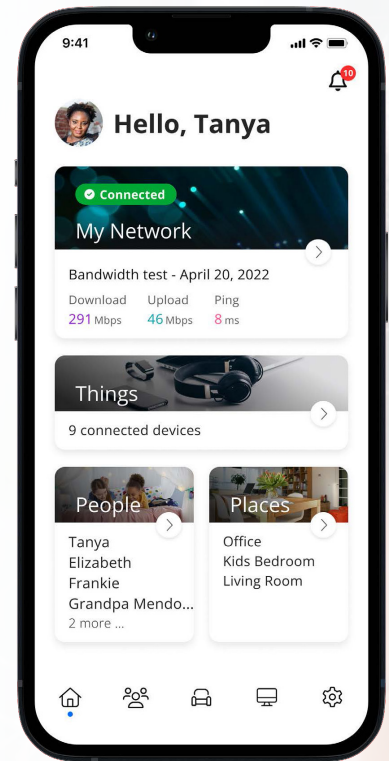 9:41
10
Hello, Tanya
Connected
My Network
Bandwidth test - April 20, 2022
Download Upload Ping
291 Mbps 46 Mbps 8 ms
Things
9 connected devices
People
Tanya
Elizabeth
Frankie
Grandpa Mendo...
2 more ...
Places
Office
Kids Bedroom
Living Room